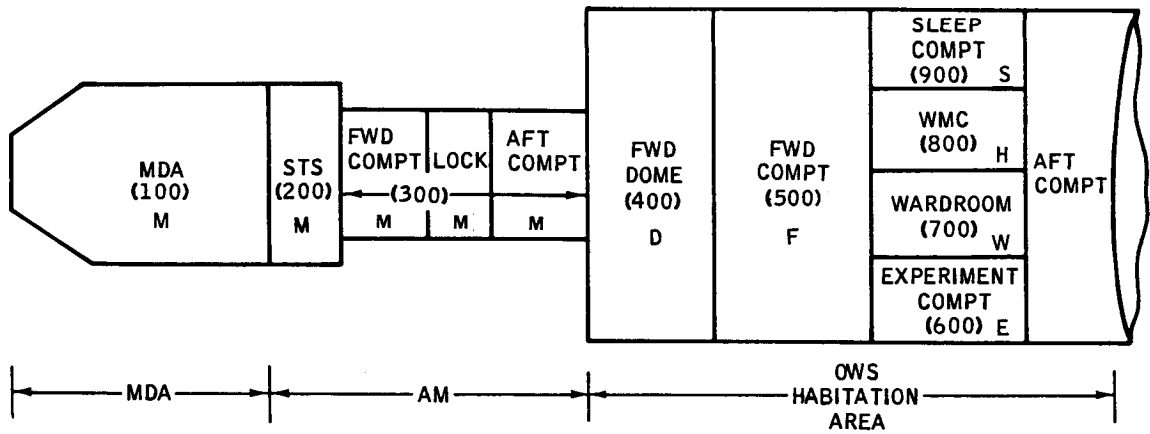 MDA
(100)
M
STS
(200)
M
FWD
COMPT
LOCK
AFT
COMPT
(300)
M
M
M
FWD
DOME
(400)
D
FWD
COMPT
(500)
F
SLEEP
COMPT
(900) S
WMC
(800)
H
WARDROOM
(700)
W
EXPERIMENT
COMPT
(600) E
AFT
COMPT
MDA
AM
OWS
HABITATION
AREA